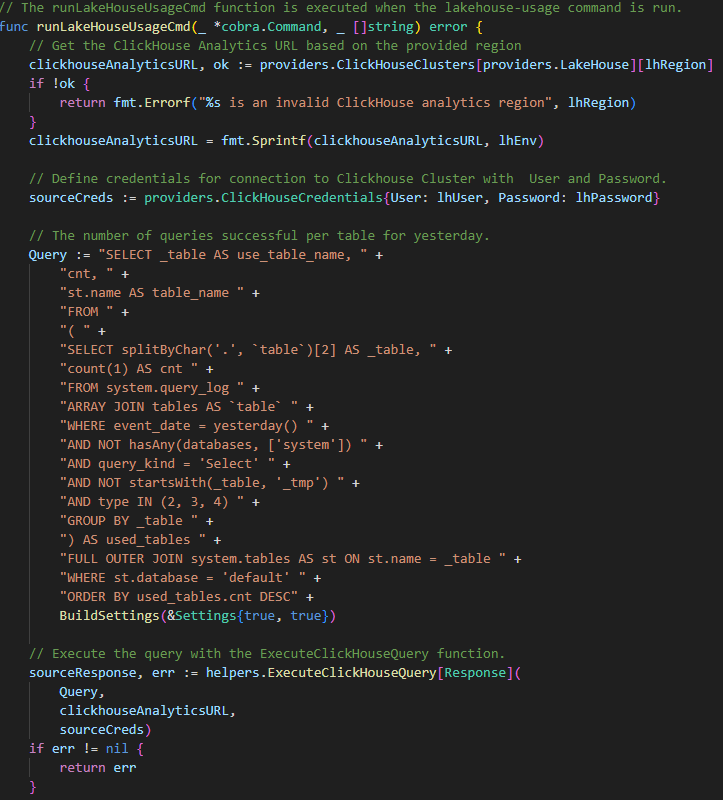 // The runLakeHouseUsageCmd function is executed when the lakehouse-usage command is run.
func runLakeHouseUsageCmd(_ *cobra.Command, _ []string) error {
// Get the ClickHouse Analytics URL based on the provided region
clickhouseAnalyticsURL, ok := providers.ClickHouseClusters[providers.LakeHouse][lhRegion]
if !ok {
return fmt.Errorf("%s is an invalid ClickHouse analytics region", lhRegion)
}
clickhouseAnalyticsURL = fmt.Sprintf(clickhouseAnalyticsURL, lhEnv)
// Define credentials for connection to Clickhouse Cluster with  User and Password.
sourceCreds := providers.ClickHouseCredentials{User: lhUser, Password: lhPassword}
// The number of queries successful per table for yesterday.
Query := "SELECT _table AS use_table_name, " +
"cnt, " +
"st.name AS table_name " +
"FROM " +
"( " +
"SELECT splitByChar('.', `table`)[2] AS _table, " +
"count(1) AS cnt " +
"FROM system.query_log " +
"ARRAY JOIN tables AS `table` " +
"WHERE event_date = yesterday() " +
"AND NOT hasAny(databases, ['system']) " +
"AND query_kind = 'Select' " +
"AND NOT startsWith(_table, '_tmp') " +
"AND type IN (2, 3, 4) " +
"GROUP BY _table " +
") AS used_tables " +
"FULL OUTER JOIN system.tables AS st ON st.name = _table " +
"WHERE st.database = 'default' " +
"ORDER BY used_tables.cnt DESC" +
BuildSettings(&Settings{true, true})
// Execute the query with the ExecuteClickHouseQuery function.
sourceResponse, err := helpers.ExecuteClickHouseQuery[Response](
Query,
clickhouseAnalyticsURL,
sourceCreds)
if err != nil {
return err
}